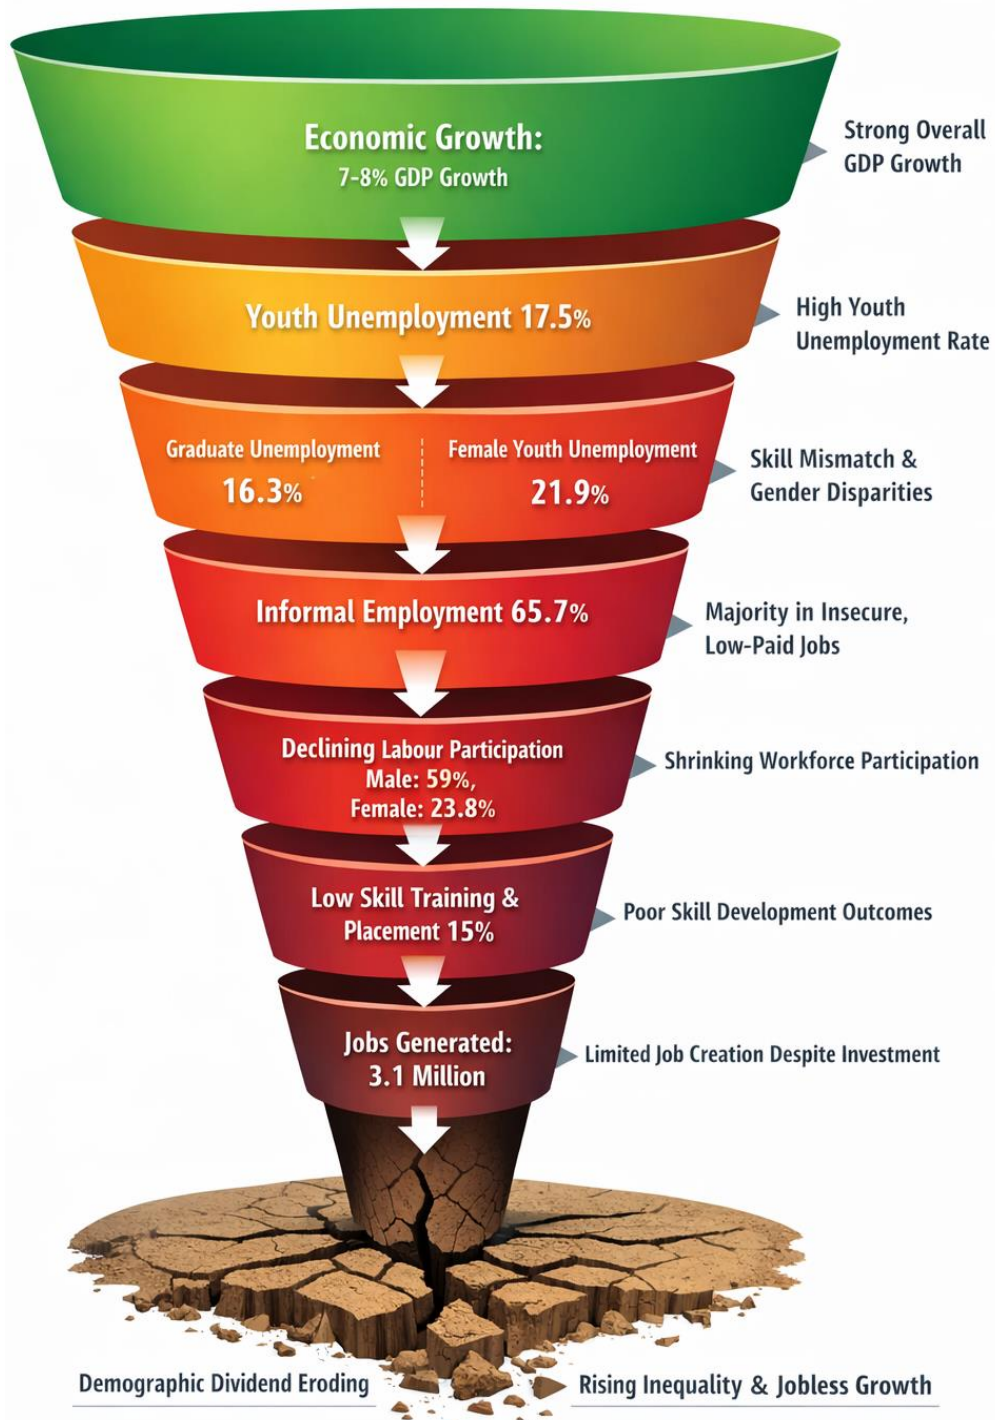 Economic Growth:
7-8% GDP Growth
Strong Overall
GDP Growth
Youth Unemployment 17.5%
High Youth
Unemployment Rate
Graduate Unemployment
16.3%
Female Youth Unemployment
21.9%
Skill Mismatch &
Gender Disparities
Informal Employment 65.7%
Majority in Insecure,
Low-Paid Jobs
Declining Labour Participation
Male: 59%,
Female: 23.8%
Shrinking Workforce Participation
Low Skill Training &
Placement 15%
Poor Skill Development Outcomes
Jobs Generated:
3.1 Million
Limited Job Creation Despite Investment
Demographic Dividend Eroding
Rising Inequality & Jobless Growth